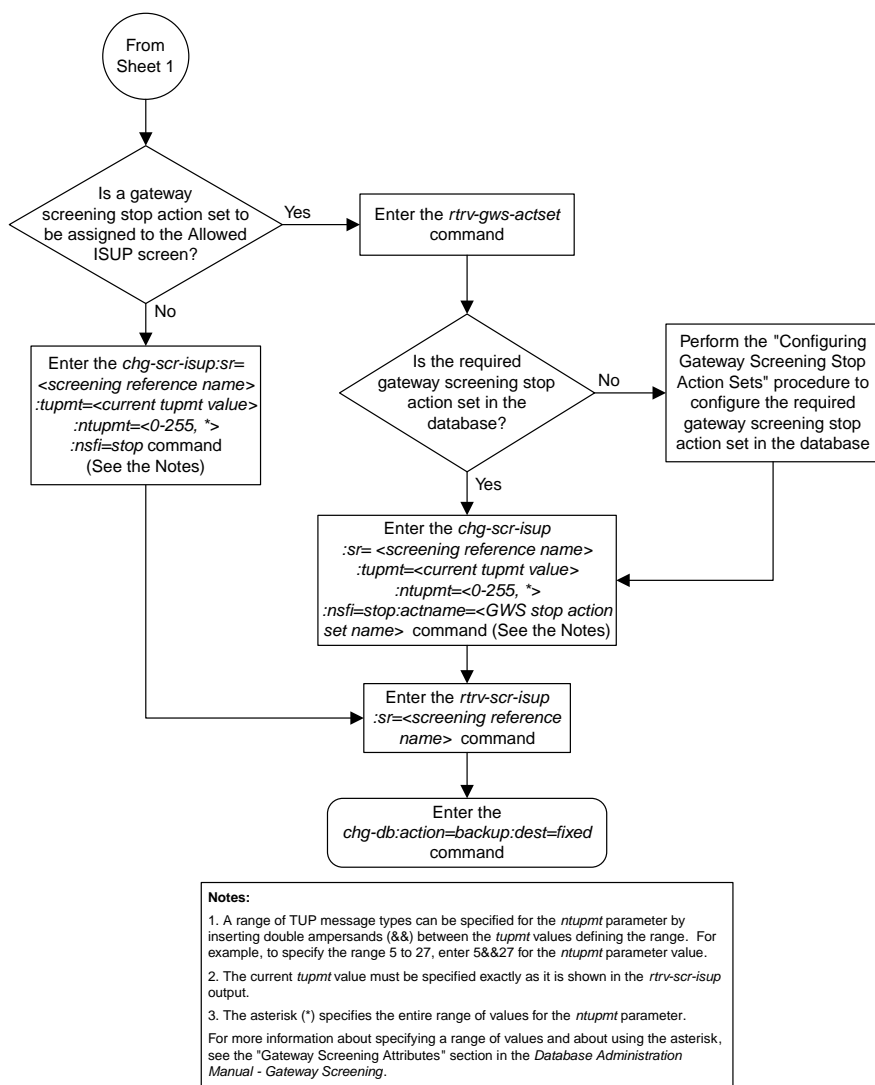 From
Sheet 1
Is a gateway
screening stop action set to
be assigned to the Allowed
ISUP screen?
Yes
Enter the rtrv-gws-actset
command
No
Enter the chg-scr-isup:sr=
<screening reference name>
:tupmt=<current tupmt value>
:ntupmt=<0-255, *>
:nsfi=stop command
(See the Notes)
Is the required
gateway screening stop
action set in the
database?
No
Perform the "Configuring
Gateway Screening Stop
Action Sets" procedure to
configure the required
gateway screening stop
action set in the database
Yes
Enter the chg-scr-isup
:sr= <screening reference name>
:tupmt=<current tupmt value>
:ntupmt=<0-255, *>
:nsfi=stop:actname=<GWS stop action
set name> command (See the Notes)
Enter the rtrv-scr-isup
:sr=<screening reference
name> command
Enter the
chg-db:action=backup:dest=fixed
command
Notes:
1. A range of TUP message types can be specified for the ntupmt parameter by
inserting double ampersands (&&) between the tupmt values defining the range. For
example, to specify the range 5 to 27, enter 5&&27 for the ntupmt parameter value.
2. The current tupmt value must be specified exactly as it is shown in the rtrv-scr-isup
output.
3. The asterisk (*) specifies the entire range of values for the ntupmt parameter.
For more information about specifying a range of values and about using the asterisk,
see the "Gateway Screening Attributes" section in the Database Administration
Manual - Gateway Screening.